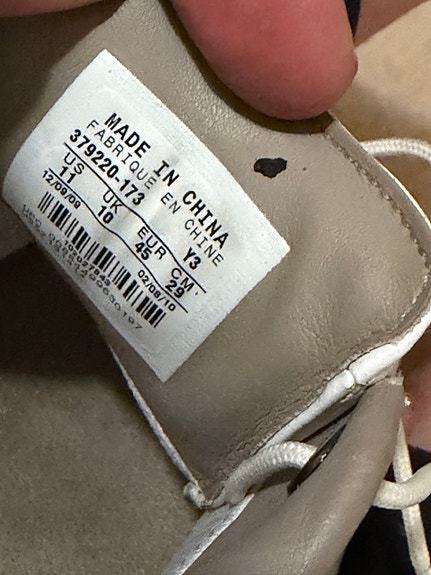 MADE IN CHINA
FABRIQUE EN CHINE
379220-173 Y3
US UK EUR CM
11 10 45 29
12/09/09 02/08/10